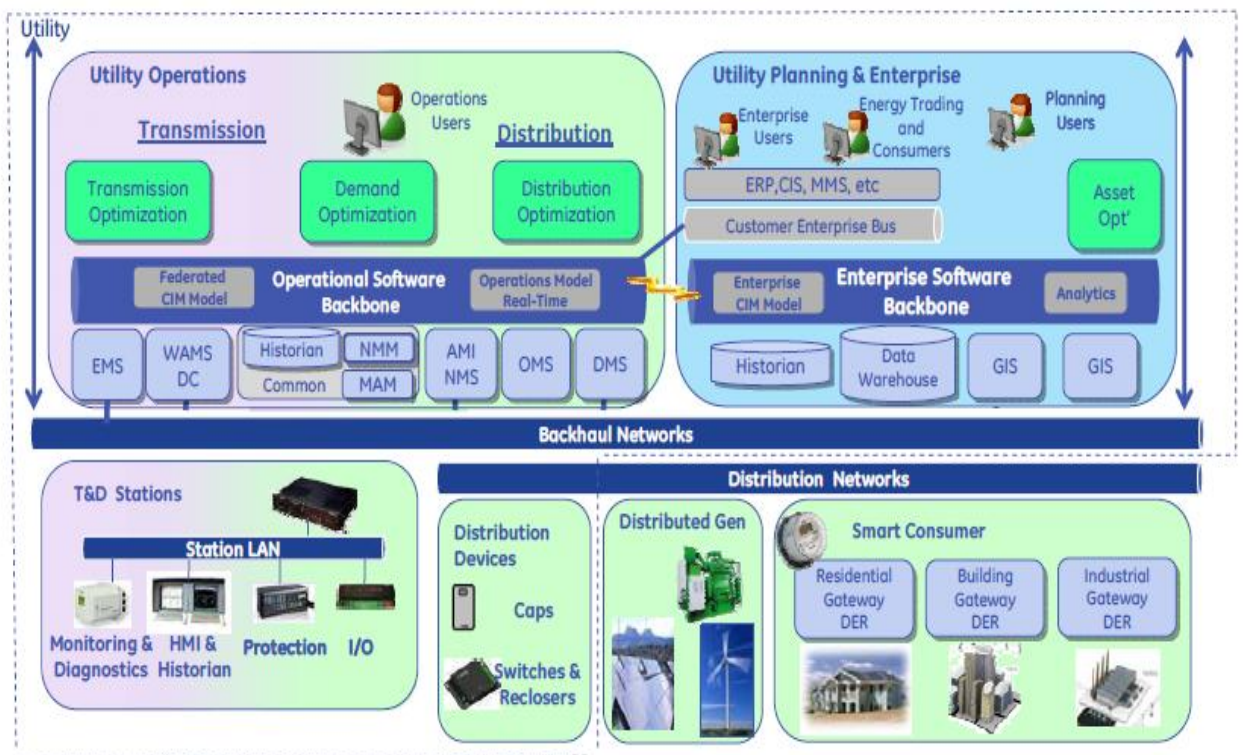 Utility
Utility Operations
Operations
Users
Transmission
Distribution
Transmission
Optimization
Demand
Optimization
Distribution
Optimization
Federated
CIM Model
Operational Software
Backbone
Operations Model
Real-Time
EMS
WAMS
DC
Historian
Common
NMM
MAM
AMI
NMS
OMS
DMS
Utility Planning & Enterprise
Enterprise
Users
Energy Trading
and
Consumers
Planning
Users
ERP,CIS, MMS, etc
Customer Enterprise Bus
Asset
Opt'
Enterprise
CIM Model
Enterprise Software
Backbone
Analytics
Historian
Data
Warehouse
GIS
GIS
Backhaul Networks
Distribution Networks
T&D Stations
Station LAN
Monitoring &
Diagnostics
HMI &
Historian
Protection
I/O
Distribution
Devices
Caps
Switches &
Reclosers
Distributed Gen
Smart Consumer
Residential
Gateway
DER
Building
Gateway
DER
Industrial
Gateway
DER